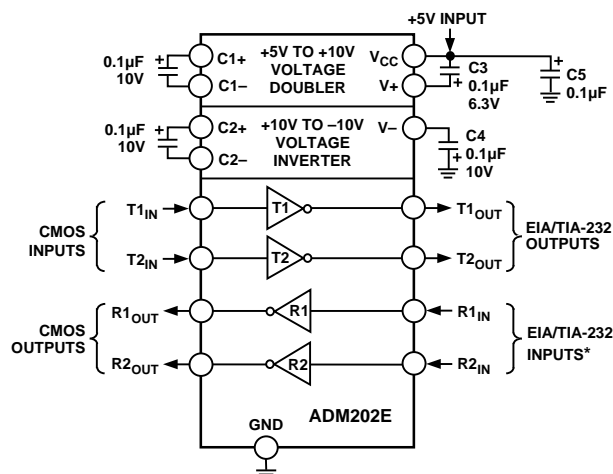 +5V INPUT
0.1µF
10V
+
C1+
C1–
+5V TO +10V
VOLTAGE
DOUBLER
VCC
V+
+
C3
0.1µF
6.3V
+
C5
0.1µF
0.1µF
10V
+
C2+
C2–
+10V TO –10V
VOLTAGE
INVERTER
V–
C4
+
0.1µF
10V
CMOS
INPUTS
T1IN
T1
T1OUT
T2IN
T2
T2OUT
EIA/TIA-232
OUTPUTS
CMOS
OUTPUTS
R1OUT
R1
R1IN
R2OUT
R2
R2IN
EIA/TIA-232
INPUTS*
GND
ADM202E